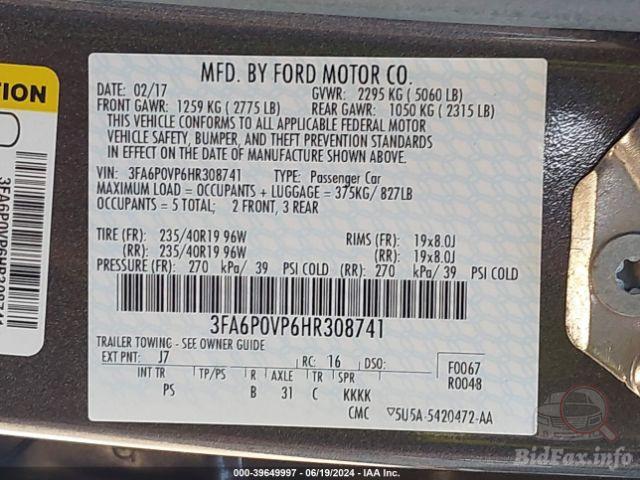 MFD. BY FORD MOTOR CO.
DATE: 02/17 GVWR: 2295 KG ( 5060 LB)
FRONT GAWR: 1259 KG ( 2775 LB) REAR GAWR: 1050 KG ( 2315 LB)
THIS VEHICLE CONFORMS TO ALL APPLICABLE FEDERAL MOTOR
VEHICLE SAFETY, BUMPER, AND THEFT PREVENTION STANDARDS
IN EFFECT ON THE DATE OF MANUFACTURE SHOWN ABOVE.
VIN: 3FA6P0VP6HR308741 TYPE: Passenger Car
MAXIMUM LOAD = OCCUPANTS + LUGGAGE = 375KG/ 827LB
OCCUPANTS = 5 TOTAL; 2 FRONT, 3 REAR
TIRE (FR): 235/40R19 96W RIMS (FR): 19x8.0J
(RR): 235/40R19 96W (RR): 19x8.0J
PRESSURE (FR): 270 kPa/ 39 PSI COLD (RR): 270 kPa/ 39 PSI COLD
3FA6P0VP6HR308741
TRAILER TOWING - SEE OWNER GUIDE
EXT PNT: J7 RC: 16 DSO: F0067
INT TR TP/PS R AXLE TR SPR R0048
PS B 31 C KKKK
CMC 5U5A-5420472-AA
TION
3FA6P0VP6HR308741
000-39649997 - 06/19/2024 - IAA Inc.
BidFax.info